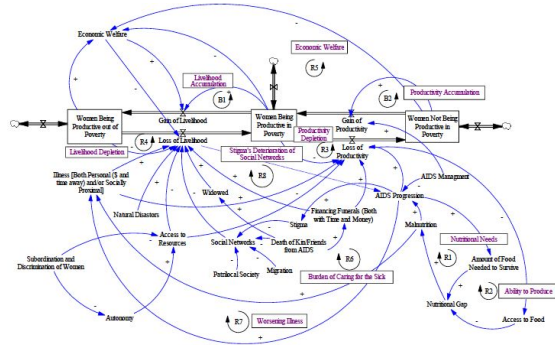 Economic Welfare
Economic Welfare
R5
Livelihood
Accumulation
B1
B2
Productivity Accumulation
Women Being
Productive out of
Poverty
Gain of Livelihood
Women Being
Productive in
Poverty
Gain of
Productivity
Women Not Being
Productive in
Poverty
Livelihood Depletion
R4
Loss of Livelihood
Productivity
Depletion
R3
Loss of
Productivity
Stigma's Deterioration of
Social Networks
R8
Illness [Both Personal ($ and
time away) and/or Socially
Proximal]
AIDS Managment
AIDS Progression
Widowed
Financing Funerals (Both
with Time and Money)
Malnutrition
Natural Disastors
Stigma
Access to
Resources
Social Networks
Death of Kin/Friends
from AIDS
Nutritional Needs
R1
Amount of Food
Needed to Survive
Subordination and
Discrimination of Women
Patrilocal Society
Migration
R6
Burden of Caring for the Sick
R2
Ability to Produce
Nutritional Gap
Autonomy
R7
Worsening Illness
Access to Food